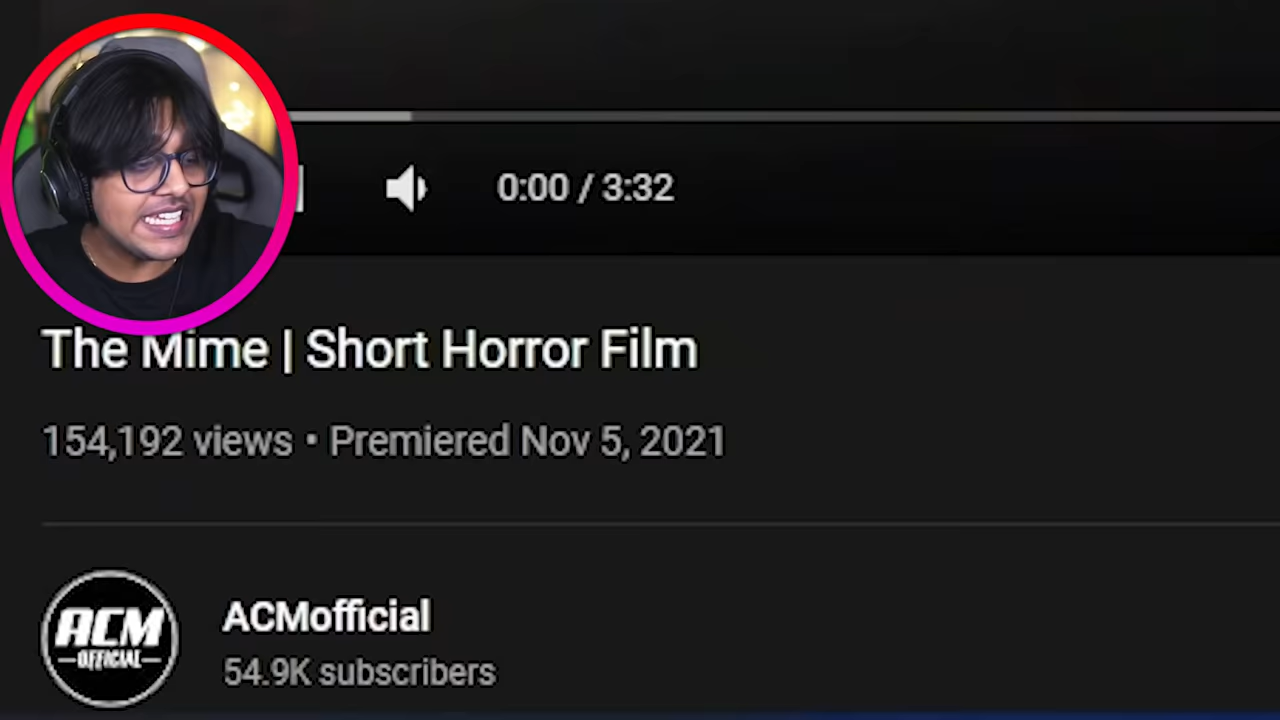 0:00 / 3:32
The Mime | Short Horror Film
154,192 views • Premiered Nov 5, 2021
ACM
OFFICIAL
ACMofficial
54.9K subscribers